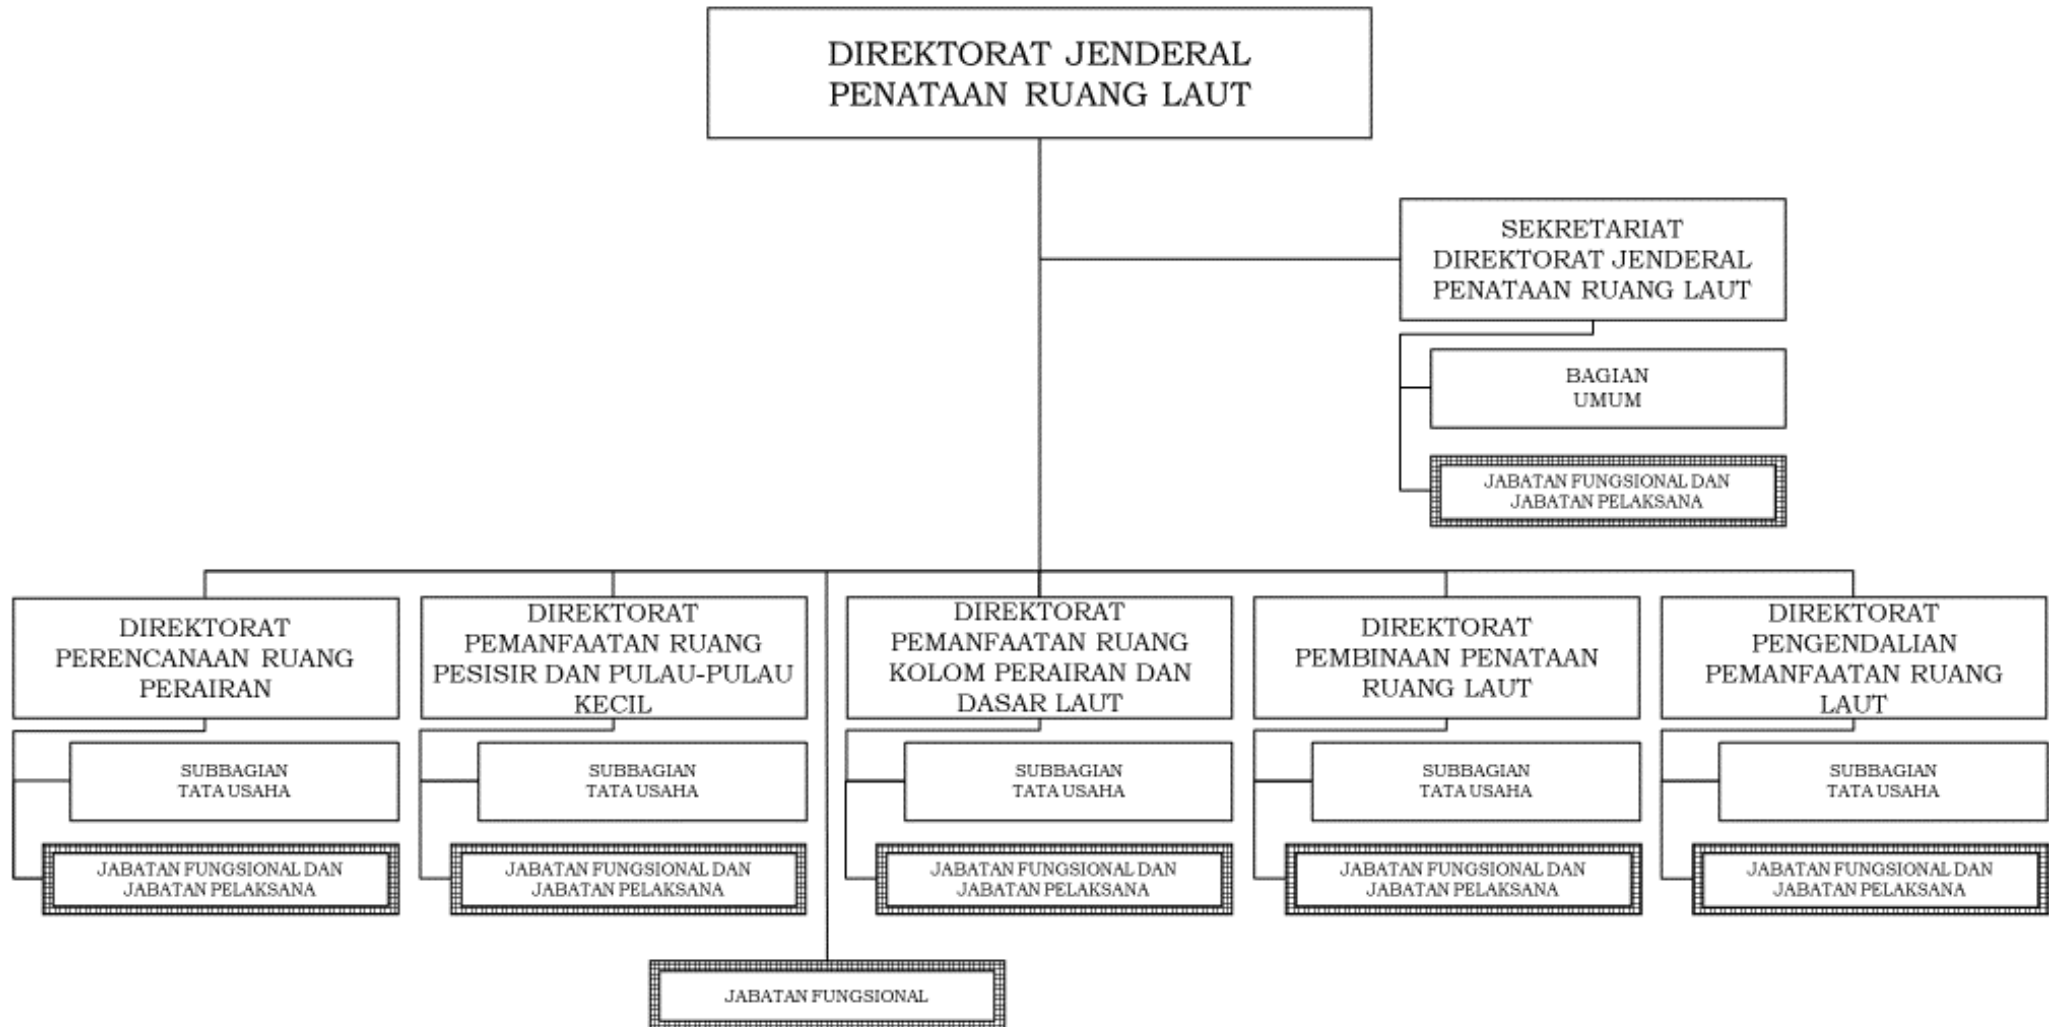 DIREKTORAT JENDERAL
PENATAAN RUANG LAUT
SEKRETARIAT
DIREKTORAT JENDERAL
PENATAAN RUANG LAUT
BAGIAN
UMUM
JABATAN FUNGSIONAL DAN
JABATAN PELAKSANA
DIREKTORAT
PERENCANAAN RUANG
PERAIRAN
SUBBAGIAN
TATA USAHA
JABATAN FUNGSIONAL DAN
JABATAN PELAKSANA
DIREKTORAT
PEMANFAATAN RUANG
PESISIR DAN PULAU-PULAU
KECIL
SUBBAGIAN
TATA USAHA
JABATAN FUNGSIONAL DAN
JABATAN PELAKSANA
DIREKTORAT
PEMANFAATAN RUANG
KOLOM PERAIRAN DAN
DASAR LAUT
SUBBAGIAN
TATA USAHA
JABATAN FUNGSIONAL DAN
JABATAN PELAKSANA
DIREKTORAT
PEMBINAAN PENATAAN
RUANG LAUT
SUBBAGIAN
TATA USAHA
JABATAN FUNGSIONAL DAN
JABATAN PELAKSANA
DIREKTORAT
PENGENDALIAN
PEMANFAATAN RUANG
LAUT
SUBBAGIAN
TATA USAHA
JABATAN FUNGSIONAL DAN
JABATAN PELAKSANA
JABATAN FUNGSIONAL